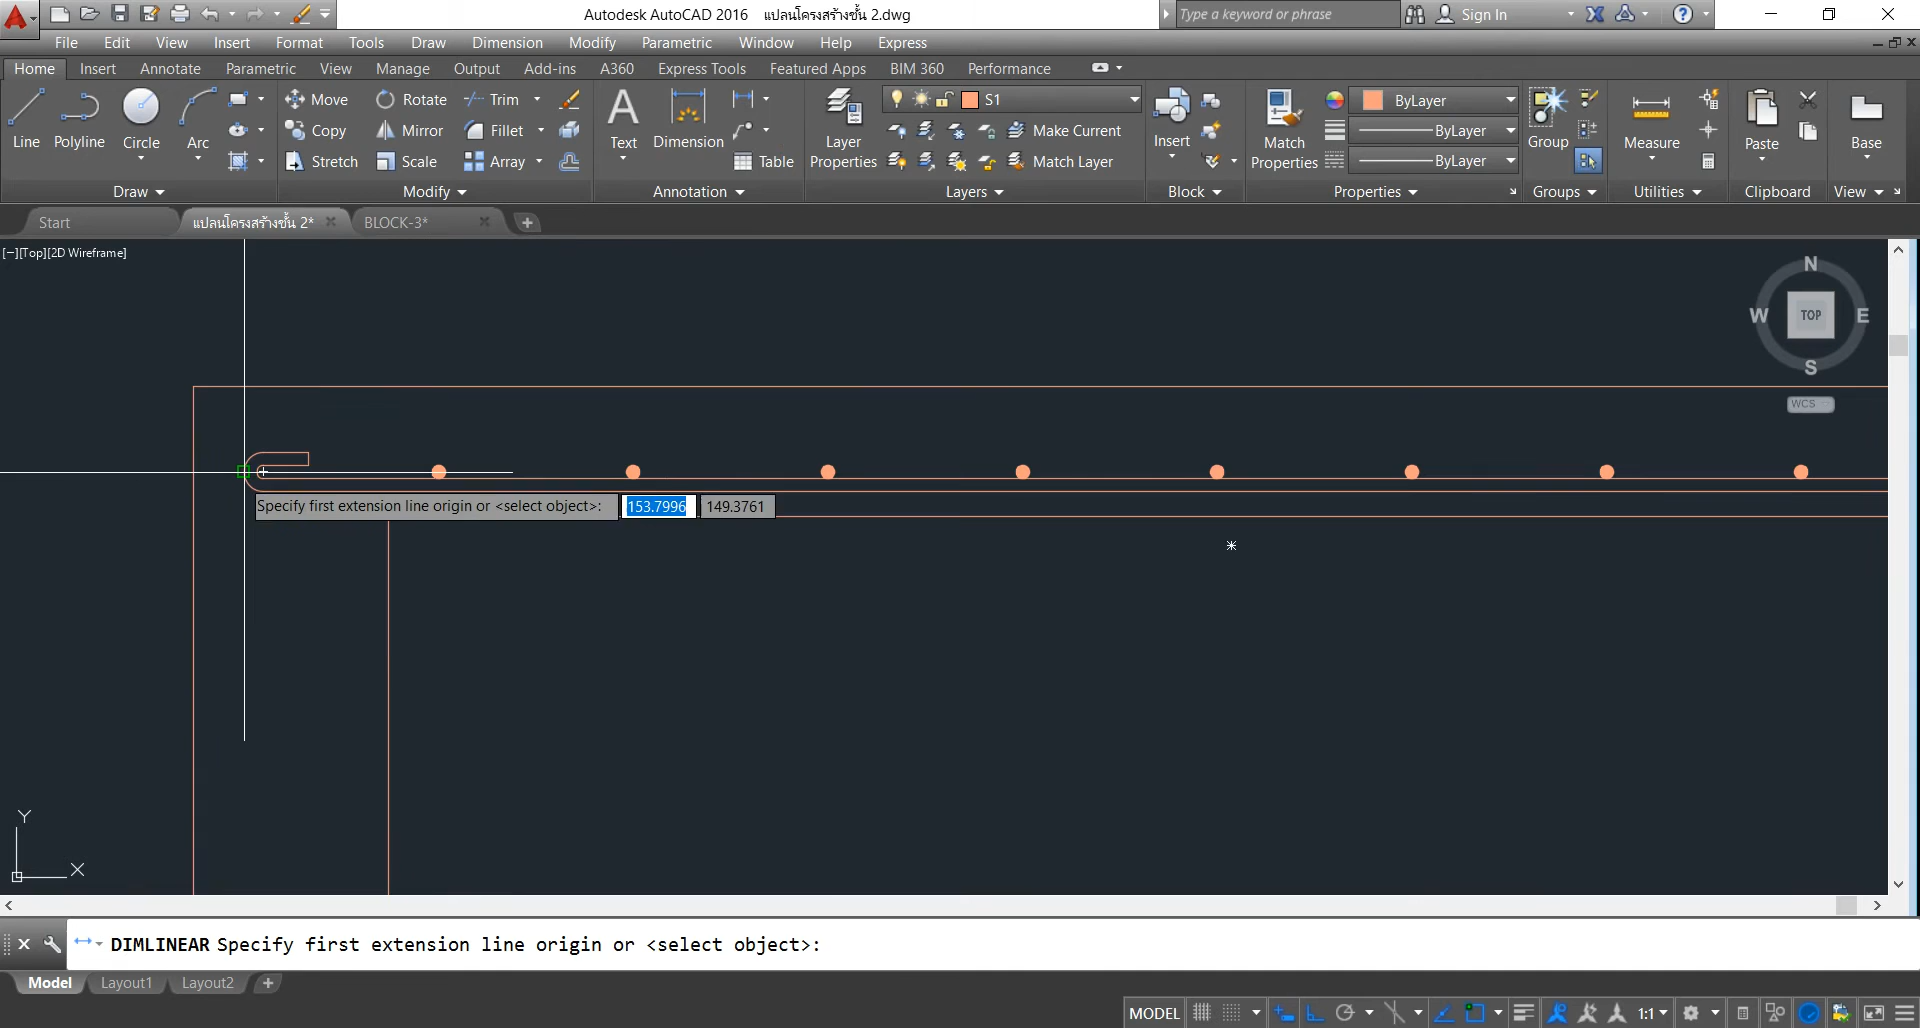 Autodesk AutoCAD 2016 แปลนโครงสร้างชั้น 2.dwg
Type a keyword or phrase
Sign In
File Edit View Insert Format Tools Draw Dimension Modify Parametric Window Help Express
Home Insert Annotate Parametric View Manage Output Add-ins A360 Express Tools Featured Apps BIM 360 Performance
Line Polyline Circle Arc
Move Rotate Trim
Copy Mirror Fillet
Stretch Scale Array
Text Dimension Table
Layer Properties
S1
Make Current
Match Layer
Insert
Match Properties
ByLayer
ByLayer
ByLayer
Group
Measure
Paste
Base
Draw Modify Annotation Layers Block Properties Groups Utilities Clipboard View
Start แปลนโครงสร้างชั้น 2* BLOCK-3*
[−][Top][2D Wireframe]
N
W TOP E
S
WCS
Specify first extension line origin or <select object>: 153.7996 149.3761
Y
X
DIMLINEAR Specify first extension line origin or <select object>:
Model Layout1 Layout2
MODEL 1:1